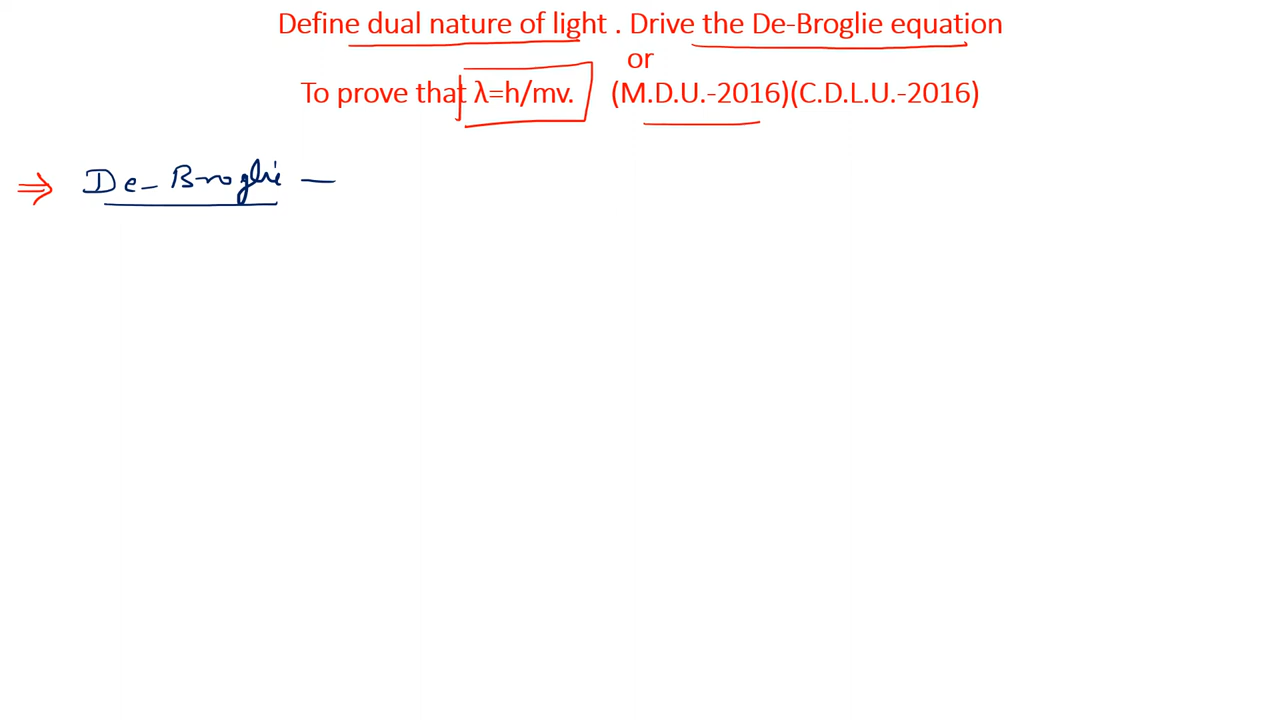 Define dual nature of light . Drive the De-Broglie equation
or
To prove that λ=h/mv. (M.D.U.-2016)(C.D.L.U.-2016)
⇒ De-Broglie —